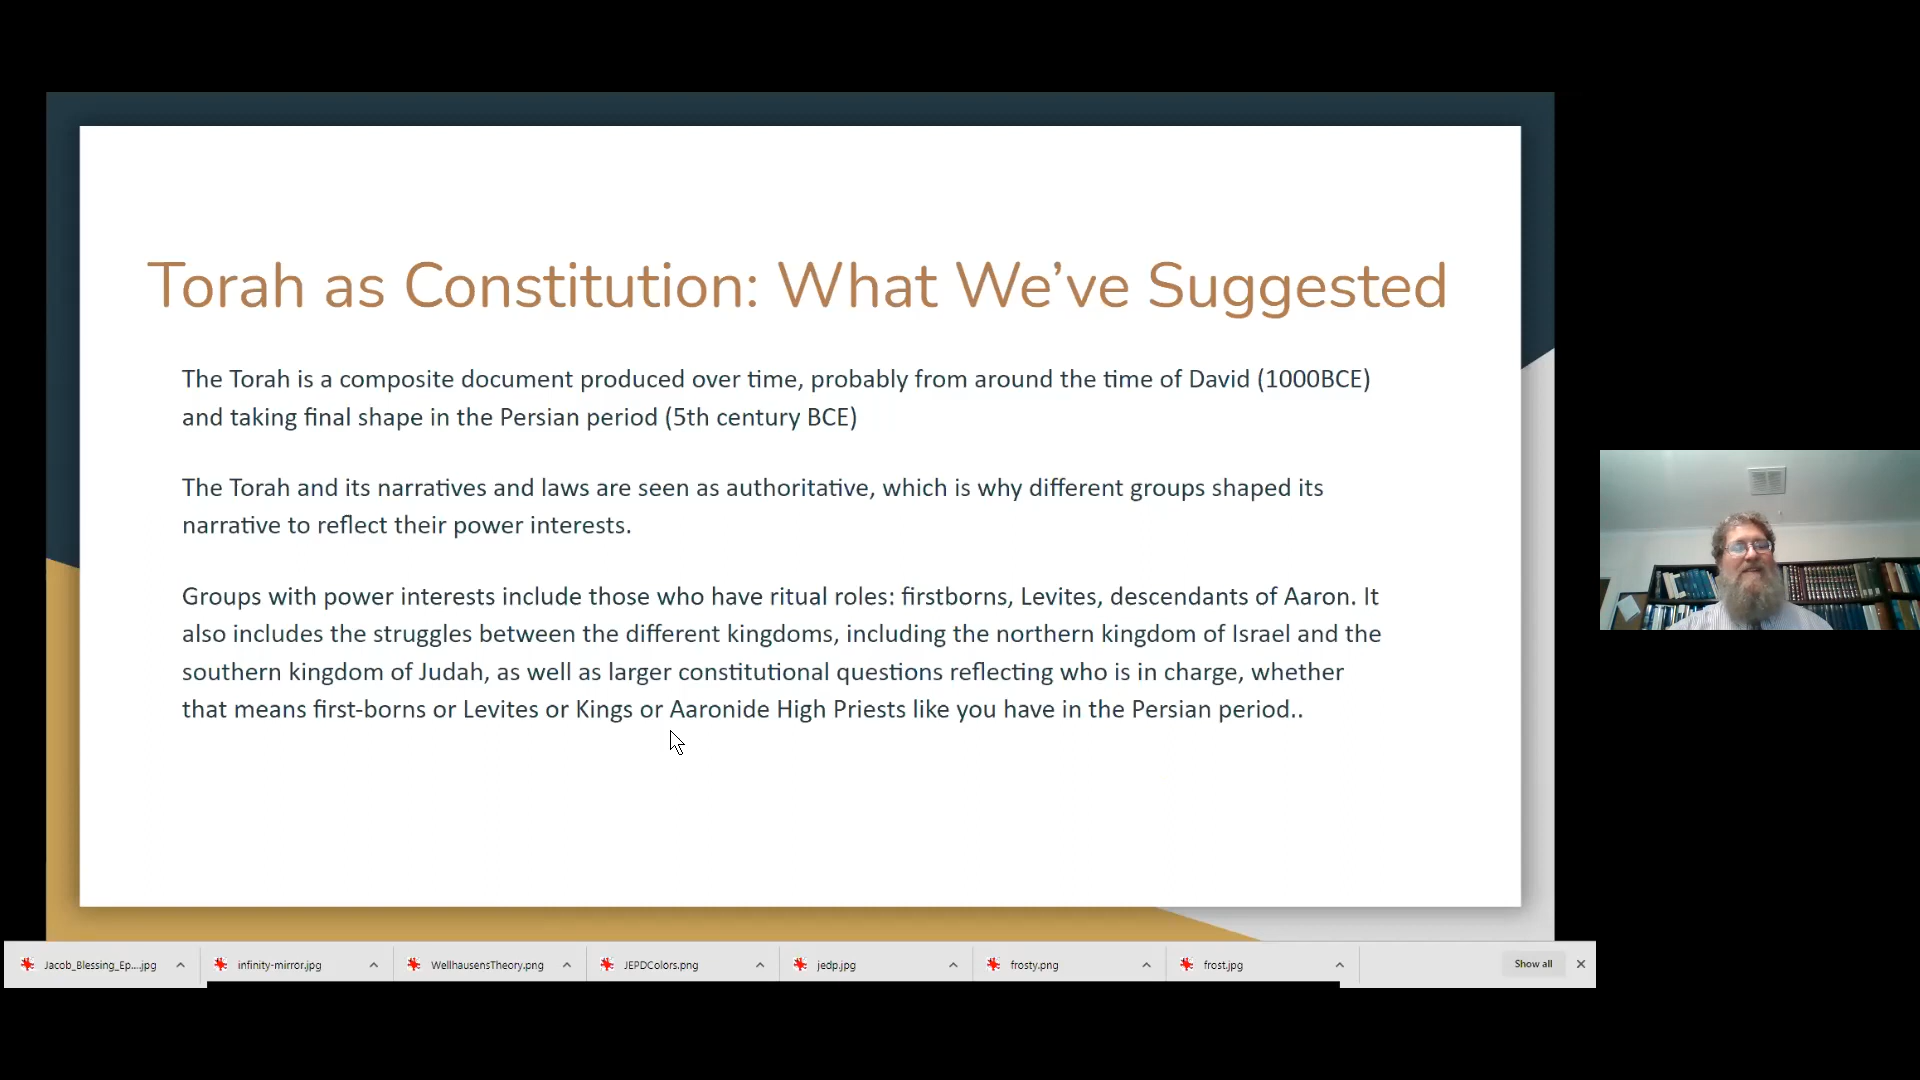 Torah as Constitution: What We’ve Suggested
The Torah is a composite document produced over time, probably from around the time of David (1000BCE)
and taking final shape in the Persian period (5th century BCE)
The Torah and its narratives and laws are seen as authoritative, which is why different groups shaped its
narrative to reflect their power interests.
Groups with power interests include those who have ritual roles: firstborns, Levites, descendants of Aaron. It
also includes the struggles between the different kingdoms, including the northern kingdom of Israel and the
southern kingdom of Judah, as well as larger constitutional questions reflecting who is in charge, whether
that means first-borns or Levites or Kings or Aaronide High Priests like you have in the Persian period..
Jacob_Blessing_Ep....jpg
infinity-mirror.jpg
WellhausensTheory.png
JEPDColors.png
jedp.jpg
frosty.png
frost.jpg
Show all